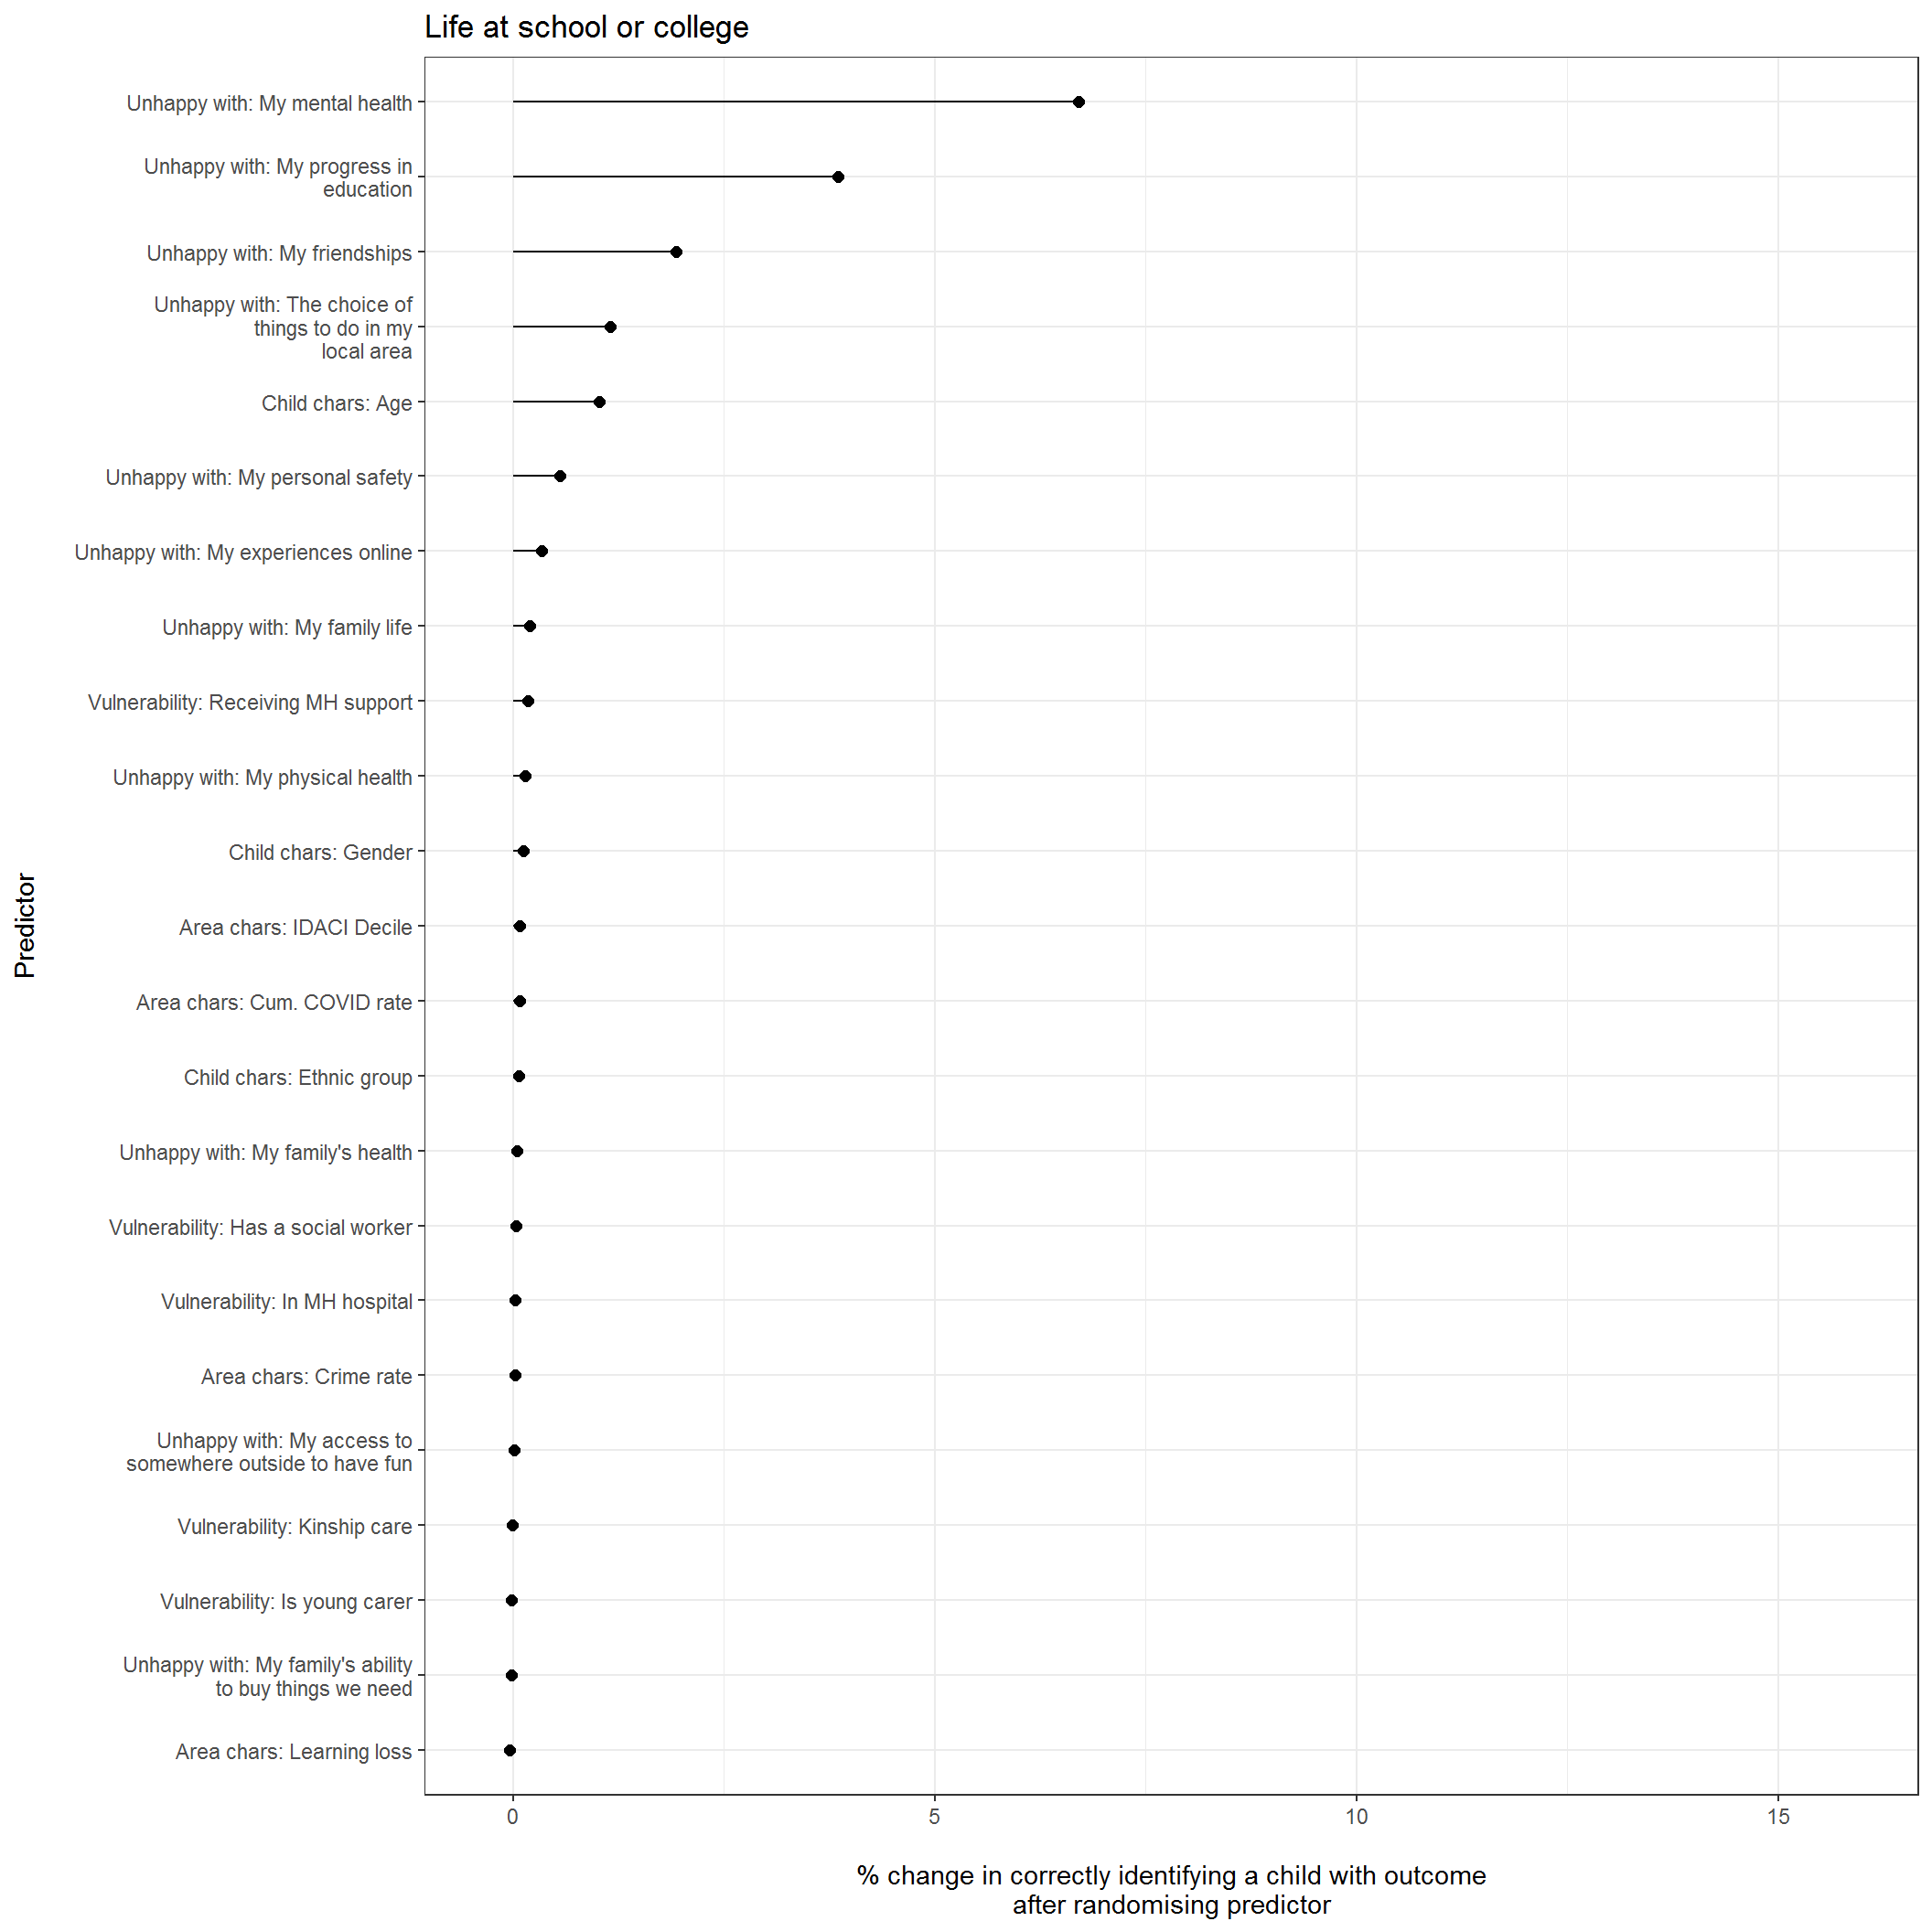 Life at school or college
Unhappy with: My mental health
Unhappy with: My progress in
education
Unhappy with: My friendships
Unhappy with: The choice of
things to do in my
local area
Child chars: Age
Unhappy with: My personal safety
Unhappy with: My experiences online
Unhappy with: My family life
Vulnerability: Receiving MH support
Unhappy with: My physical health
Child chars: Gender
Area chars: IDACI Decile
Area chars: Cum. COVID rate
Child chars: Ethnic group
Unhappy with: My family's health
Vulnerability: Has a social worker
Vulnerability: In MH hospital
Area chars: Crime rate
Unhappy with: My access to
somewhere outside to have fun
Vulnerability: Kinship care
Vulnerability: Is young carer
Unhappy with: My family's ability
to buy things we need
Area chars: Learning loss
Predictor
0 5 10 15
% change in correctly identifying a child with outcome
after randomising predictor